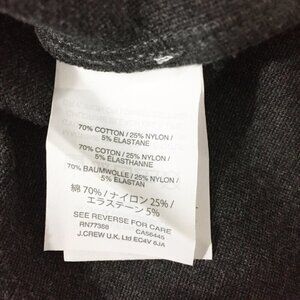 70% COTTON / 25% NYLON /
5% ELASTANE
70% COTON / 25% NYLON /
5% ELASTHANNE
70% BAUMWOLLE / 25% NYLON /
5% ELASTAN
綿 70% / ナイロン 25% /
エラステーン 5%
SEE REVERSE FOR CARE
RN77388 CA56445
J.CREW U.K. Ltd EC4V 6JA